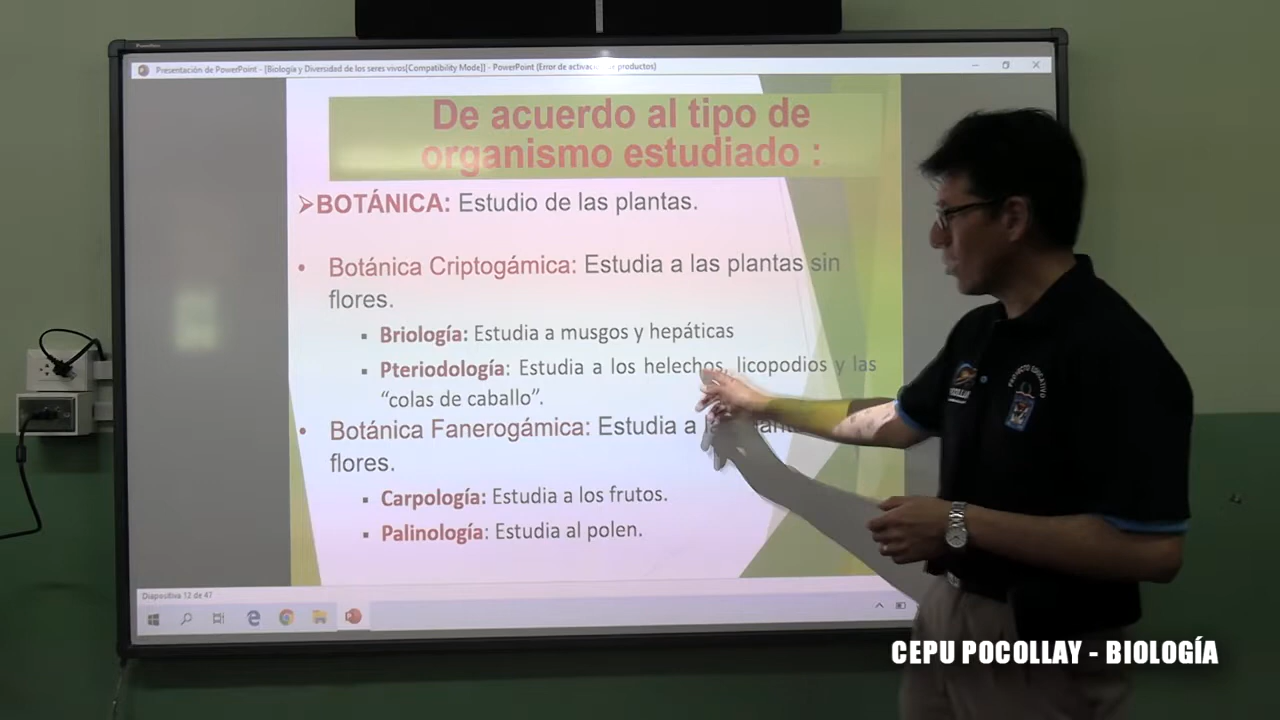 Presentación de PowerPoint - [Biología y Diversidad de los seres vivos[Compatibility Mode]] - PowerPoint (Error de activación productos)
De acuerdo al tipo de
organismo estudiado :
➢BOTÁNICA: Estudio de las plantas.
• Botánica Criptogámica: Estudia a las plantas sin
flores.
▪ Briología: Estudia a musgos y hepáticas
▪ Pteriodología: Estudia a los helechos, licopodios y las
“colas de caballo”.
• Botánica Fanerogámica: Estudia a
flores.
▪ Carpología: Estudia a los frutos.
▪ Palinología: Estudia al polen.
Diapositiva 12 de 47
POCOLLAY
PROYECTO EDUCATIVO
CEPU POCOLLAY - BIOLOGÍA